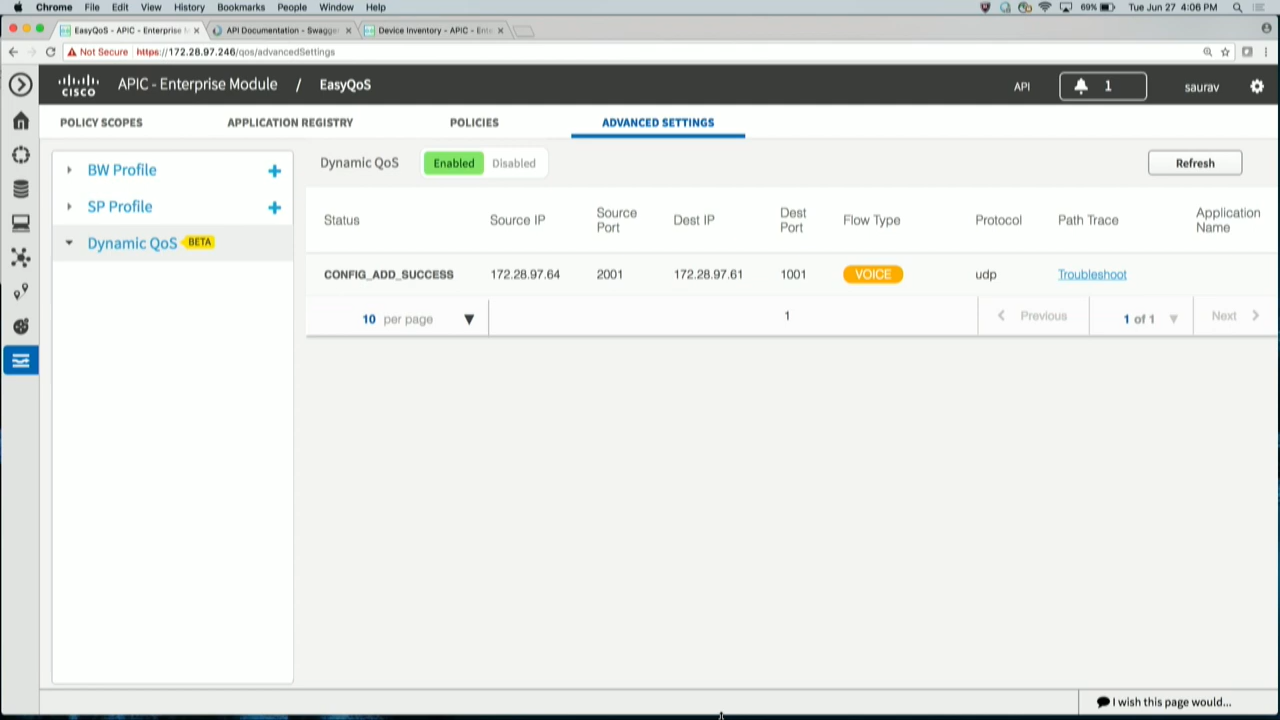 Chrome File Edit View History Bookmarks People Window Help 69% Tue Jun 27 4:06 PM
EasyQoS - APIC - Enterprise M × API Documentation - Swagger × Device Inventory - APIC - Ente ×
Not Secure https://172.28.97.246/qos/advancedSettings
CISCO APIC - Enterprise Module / EasyQoS API 1 saurav
POLICY SCOPES APPLICATION REGISTRY POLICIES ADVANCED SETTINGS
BW Profile +
SP Profile +
Dynamic QoS BETA
Dynamic QoS Enabled Disabled Refresh
Status Source IP Source Port Dest IP Dest Port Flow Type Protocol Path Trace Application Name
CONFIG_ADD_SUCCESS 172.28.97.64 2001 172.28.97.61 1001 VOICE udp Troubleshoot
10 per page 1 Previous 1 of 1 Next
I wish this page would...